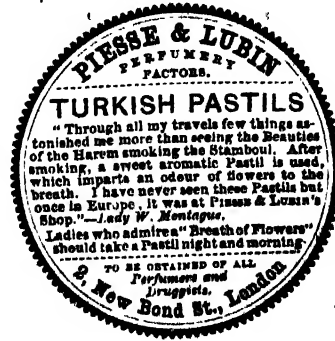 PIESSE & LUBIN
PERFUMERY
FACTORS.
TURKISH PASTILS
"Through all my travels few things as-
tonished me more than seeing the Beauties
of the Harem smoking the Stamboul. After
smoking, a sweet aromatic Pastil is used,
which imparts an odour of flowers to the
breath. I have never seen these Pastils but
once in Europe, it was at PIESSE & LUBIN'S
Shop."—Lady W. Montague.
Ladies who admire a "Breath of Flowers"
should take a Pastil night and morning.
TO BE OBTAINED OF ALL
Perfumers and
Druggists.
2, New Bond St., London